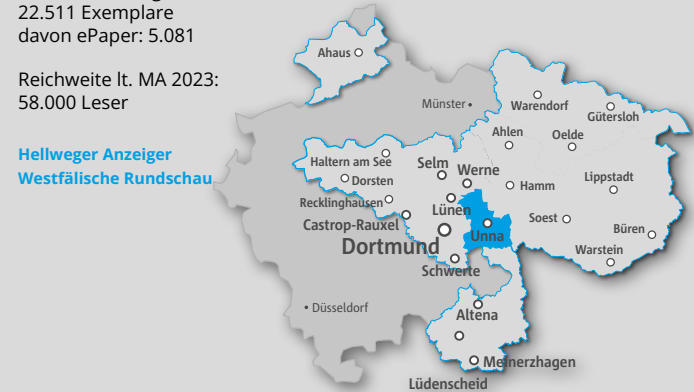 22.511 Exemplare
davon ePaper: 5.081
Reichweite lt. MA 2023:
58.000 Leser
Hellweger Anzeiger
Westfälische Rundschau
Ahaus
Münster
Warendorf
Gütersloh
Ahlen
Oelde
Haltern am See
Selm
Werne
Dorsten
Hamm
Lippstadt
Recklinghausen
Lünen
Castrop-Rauxel
Soest
Büren
Unna
Dortmund
Warstein
Schwerte
Düsseldorf
Altena
Meinerzhagen
Lüdenscheid